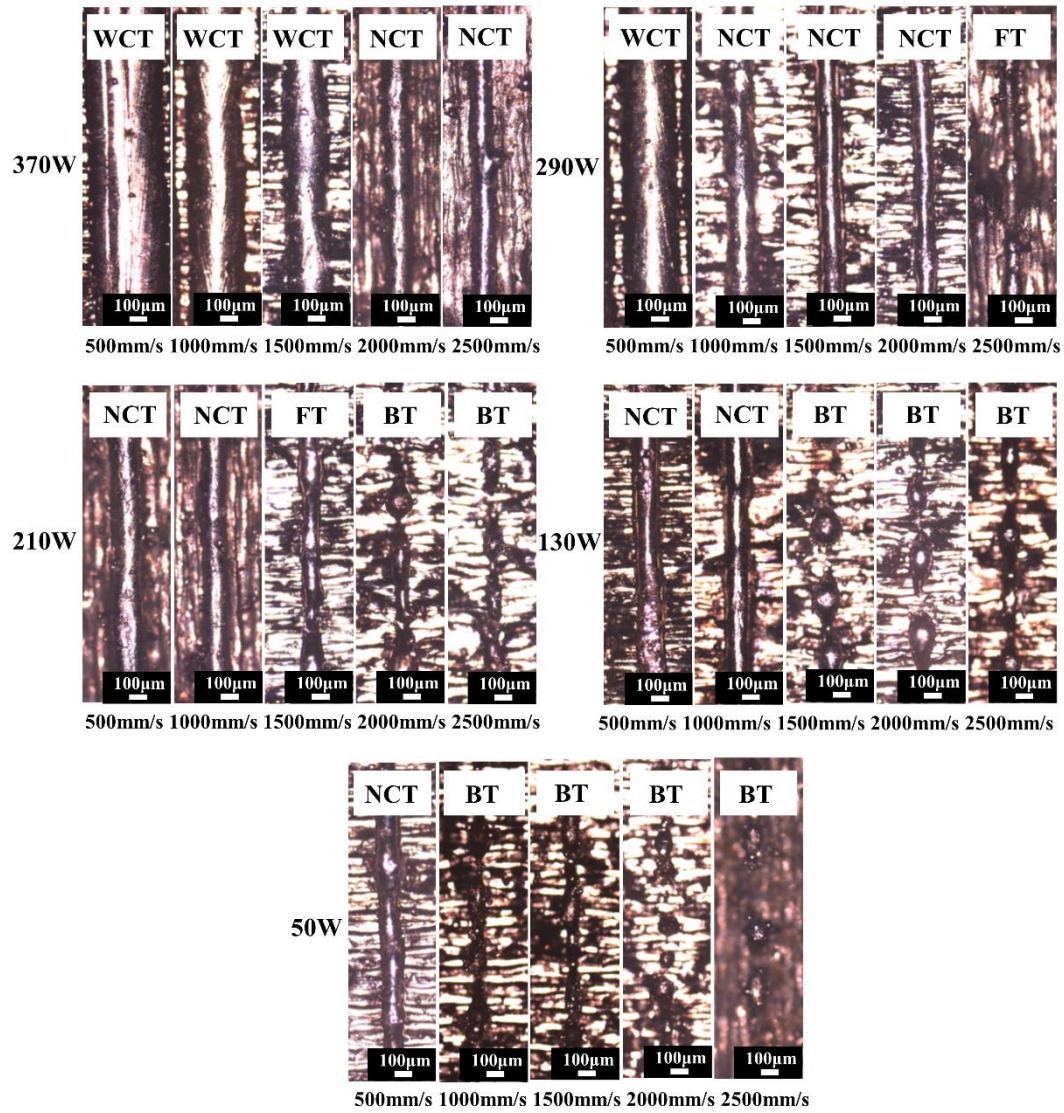 WCT WCT WCT NCT NCT
370W
100μm 100μm 100μm 100μm 100μm
500mm/s 1000mm/s 1500mm/s 2000mm/s 2500mm/s
WCT NCT NCT NCT FT
290W
100μm 100μm 100μm 100μm 100μm
500mm/s 1000mm/s 1500mm/s 2000mm/s 2500mm/s
NCT NCT FT BT BT
210W
100μm 100μm 100μm 100μm 100μm
500mm/s 1000mm/s 1500mm/s 2000mm/s 2500mm/s
NCT NCT BT BT BT
130W
100μm 100μm 100μm 100μm 100μm
500mm/s 1000mm/s 1500mm/s 2000mm/s 2500mm/s
NCT BT BT BT BT
50W
100μm 100μm 100μm 100μm 100μm
500mm/s 1000mm/s 1500mm/s 2000mm/s 2500mm/s